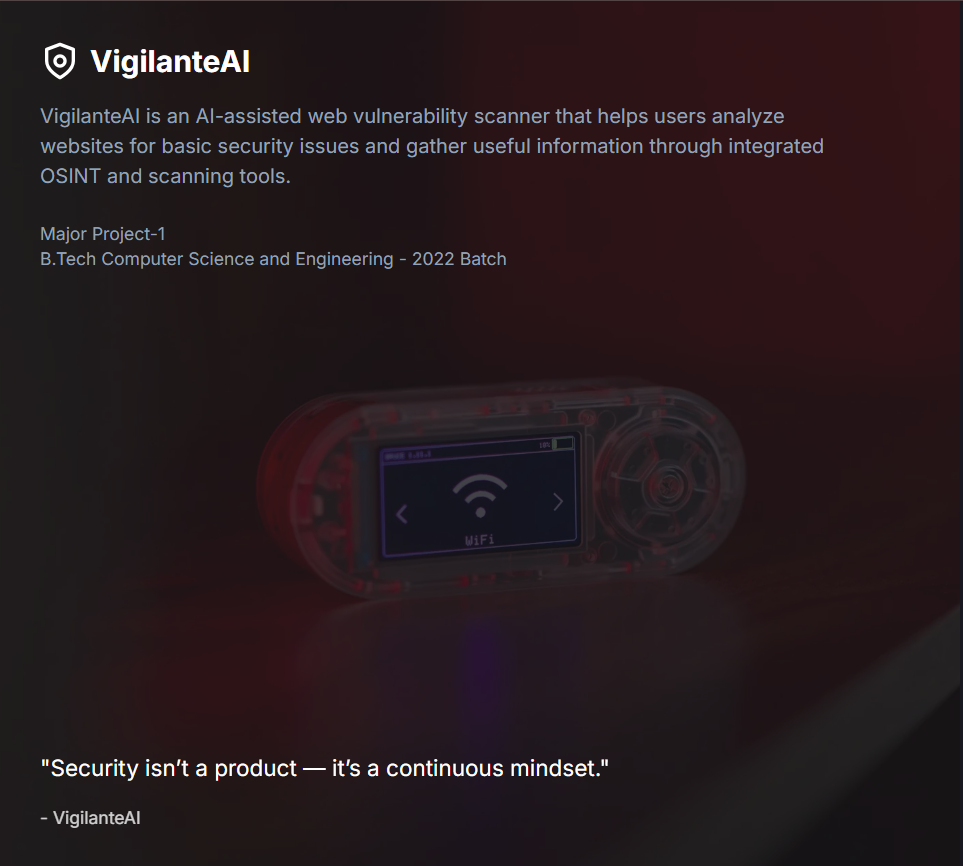 VigilanteAI
VigilanteAI is an AI-assisted web vulnerability scanner that helps users analyze
websites for basic security issues and gather useful information through integrated
OSINT and scanning tools.
Major Project-1
B.Tech Computer Science and Engineering - 2022 Batch
WiFi
"Security isn’t a product — it’s a continuous mindset."
- VigilanteAI